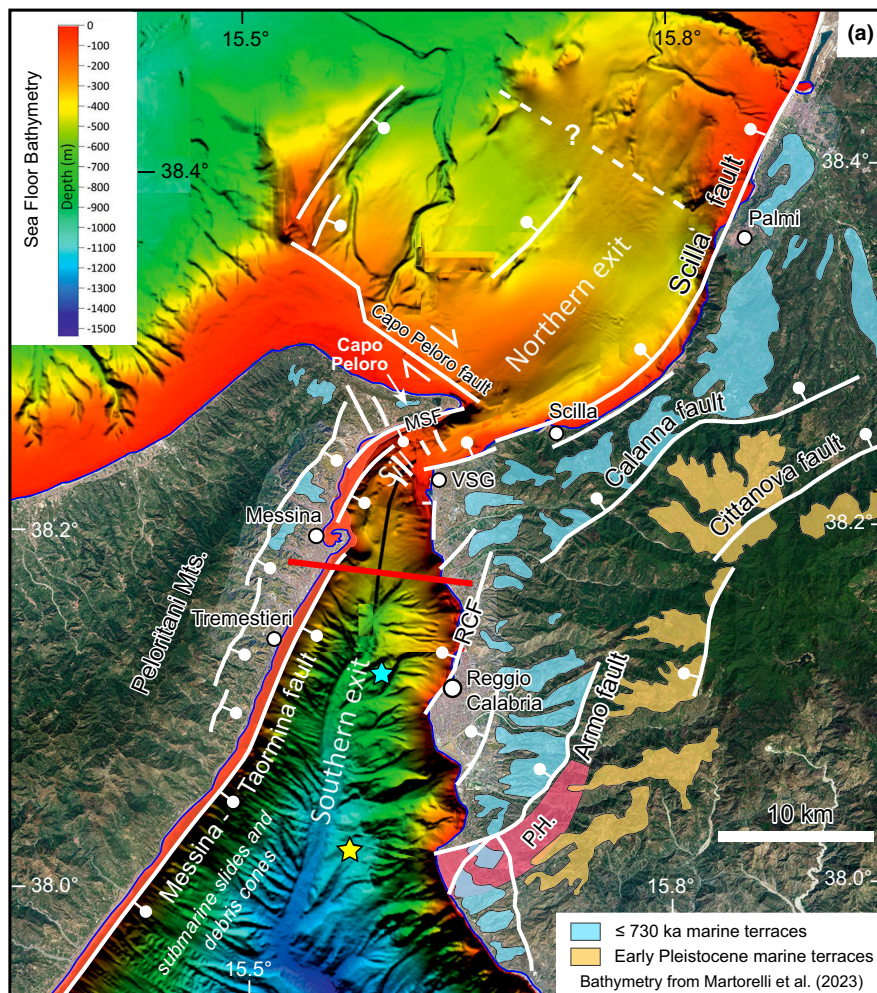 (a)
15.5°
15.8°
Sea Floor Bathymetry
Depth (m)
0
-100
-200
-300
-400
-500
-600
-700
-800
-900
-1000
-1100
-1200
-1300
-1400
-1500
38.4°
38.4°
?
Scilla fault
Palmi
Northern exit
Capo Peloro fault
Capo
Peloro
MSF
Scilla
Sill
VSG
Calanna fault
Cittanova fault
38.2°
38.2°
Messina
Peloritani Mts.
Tremestieri
RCF
Reggio
Calabria
Messina - Taormina fault
Southern exit
Armo fault
submarine slides and
debris cones
P.H.
10 km
38.0°
38.0°
15.8°
15.5°
≤ 730 ka marine terraces
Early Pleistocene marine terraces
Bathymetry from Martorelli et al. (2023)